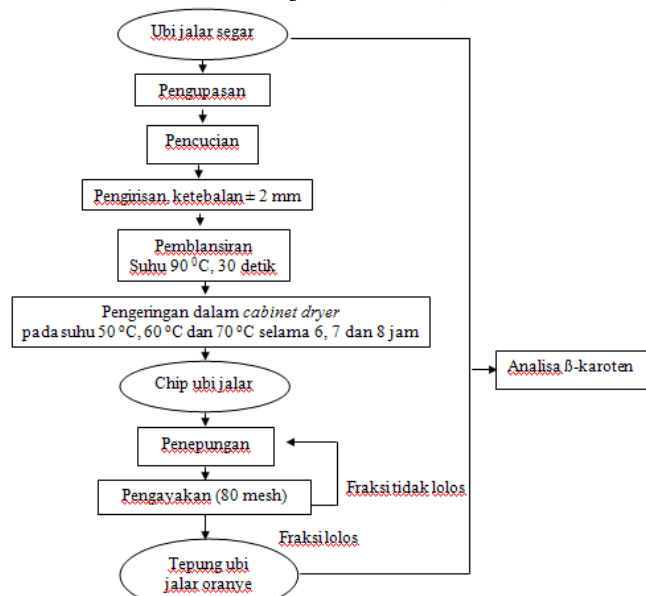 Ubi jalar segar
Pengupasan
Pencucian
Pengirisan, ketebalan ± 2 mm
Pemblansiran
Suhu 90 ⁰C, 30 detik
Pengeringan dalam cabinet dryer
pada suhu 50 ⁰C, 60 ⁰C dan 70 ⁰C selama 6, 7 dan 8 jam
Chip ubi jalar
Analisa β-karoten
Penepungan
Pengayakan (80 mesh)
Fraksi tidak lolos
Fraksi lolos
Tepung ubi
jalar oranye